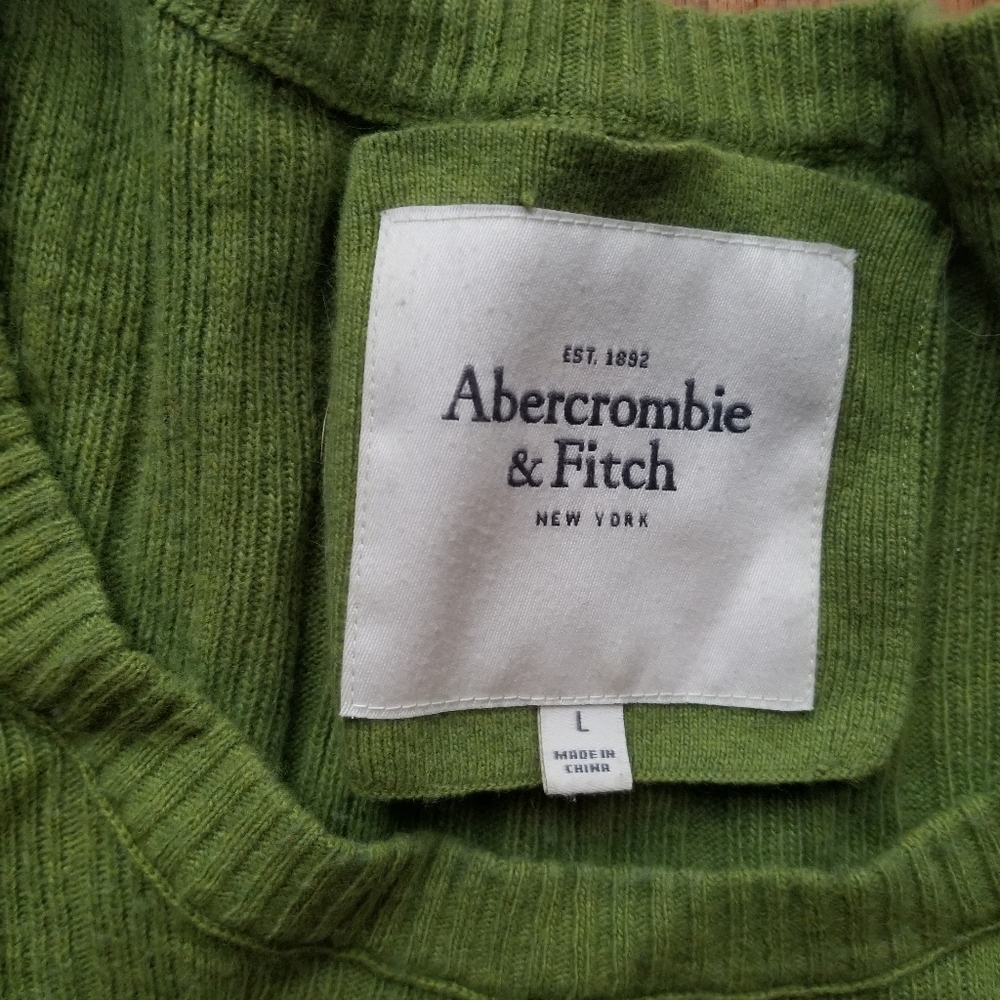 EST. 1892
Abercrombie
& Fitch
NEW YORK
L
MADE IN
CHINA